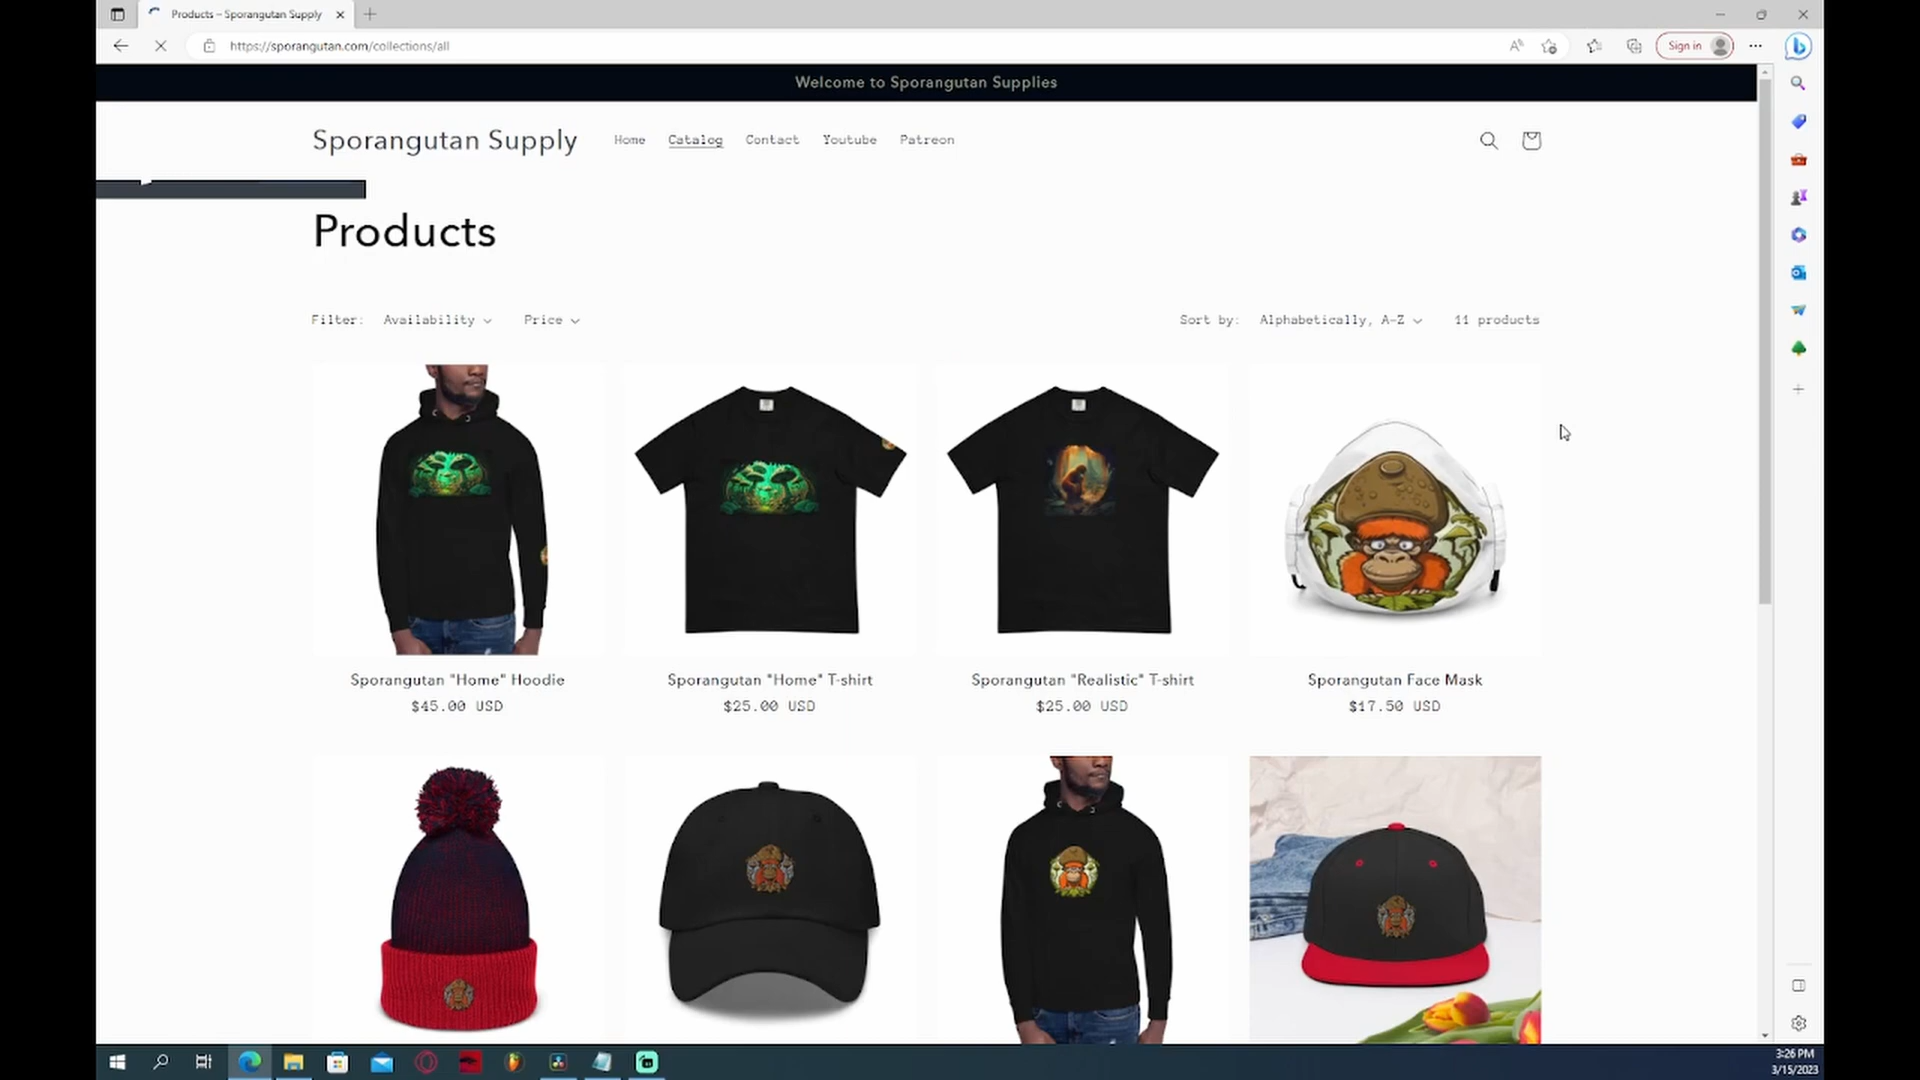 Products – Sporangutan Supply
https://sporangutan.com/collections/all
Sign in
Welcome to Sporangutan Supplies
Sporangutan Supply
Home
Catalog
Contact
Youtube
Patreon
Products
Filter:
Availability
Price
Sort by:
Alphabetically, A-Z
11 products
Sporangutan "Home" Hoodie
$45.00 USD
Sporangutan "Home" T-shirt
$25.00 USD
Sporangutan "Realistic" T-shirt
$25.00 USD
Sporangutan Face Mask
$17.50 USD
3:26 PM
3/15/2023